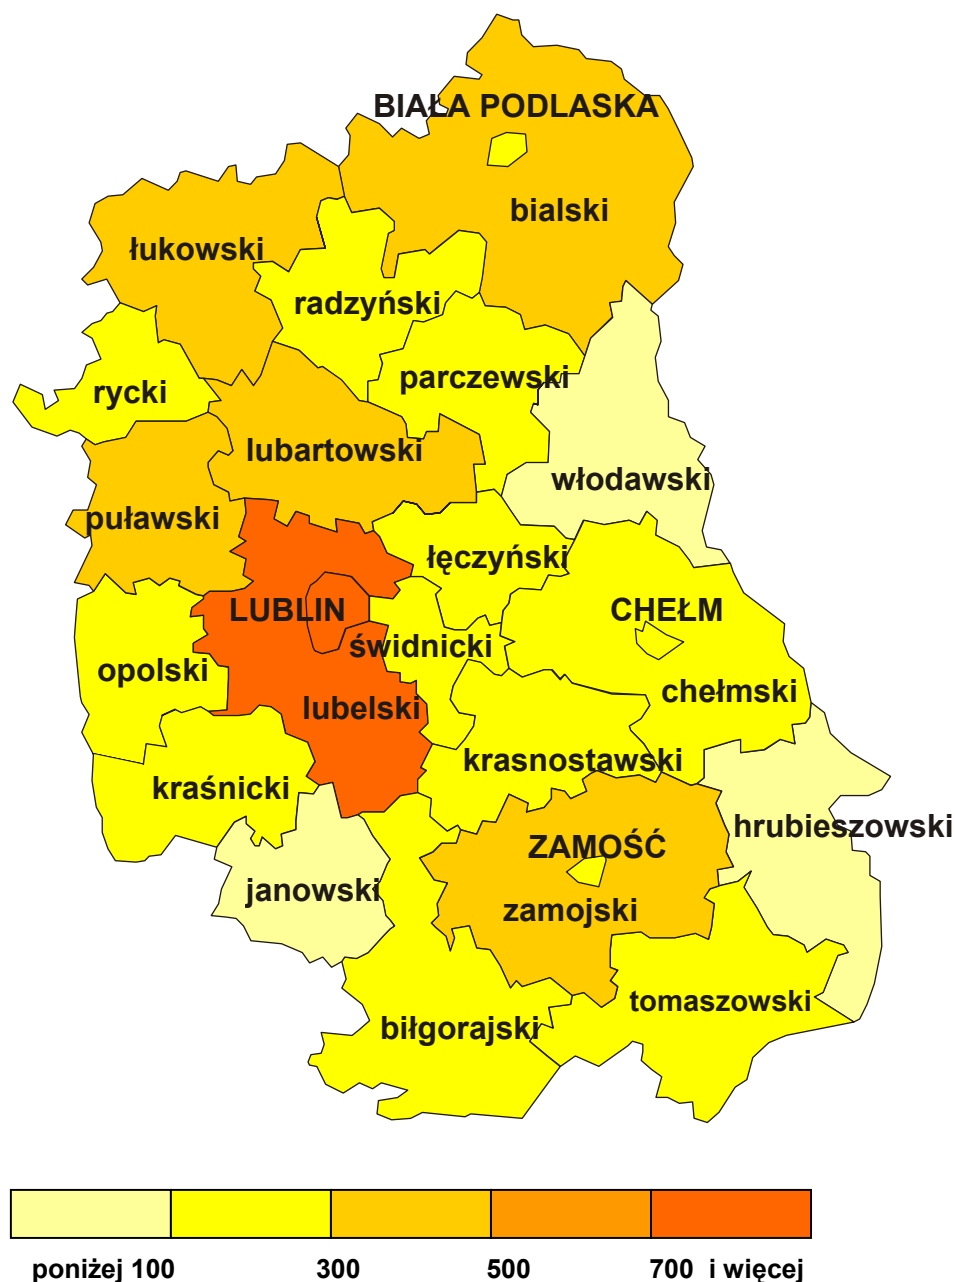 BIAŁA PODLASKA
bialski
łukowski
radzyński
parczewski
rycki
lubartowski
włodawski
puławski
łęczyński
LUBLIN
CHEŁM
świdnicki
opolski
chełmski
lubelski
krasnostawski
kraśnicki
hrubieszowski
ZAMOŚĆ
janowski
zamojski
tomaszowski
biłgorajski
poniżej 100 300 500 700 i więcej